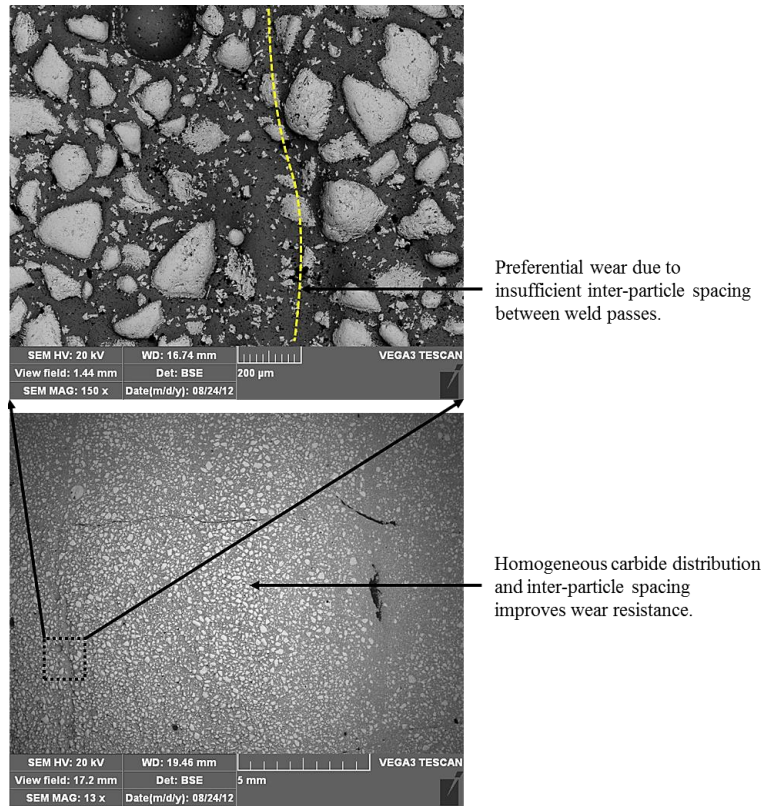 Preferential wear due to
insufficient inter-particle spacing
between weld passes.
SEM HV: 20 kV WD: 16.74 mm VEGA3 TESCAN
View field: 1.44 mm Det: BSE 200 µm
SEM MAG: 150 x Date(m/d/y): 08/24/12
Homogeneous carbide distribution
and inter-particle spacing
improves wear resistance.
SEM HV: 20 kV WD: 19.46 mm VEGA3 TESCAN
View field: 17.2 mm Det: BSE 5 mm
SEM MAG: 13 x Date(m/d/y): 08/24/12